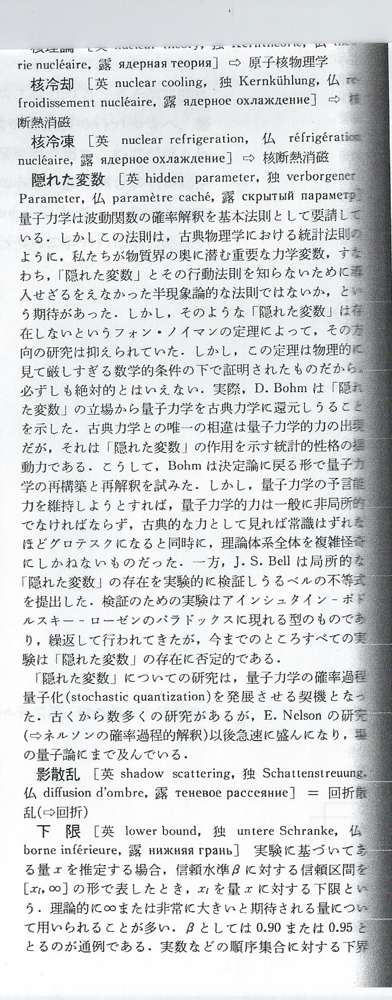 核理論 [英 nuclear theory, 独 Kerntheorie, 仏
rie nucléaire, 露 ядерная теория] ⇨ 原子核物理学
核冷却 [英 nuclear cooling, 独 Kernkühlung, 仏 re-
froidissement nucléaire, 露 ядерное охлаждение] ⇨ 核
断熱消磁
核冷凍 [英 nuclear refrigeration, 仏 réfrigération
nucléaire, 露 ядерное охлаждение] ⇨ 核断熱消磁
隠れた変数 [英 hidden parameter, 独 verborgener
Parameter, 仏 paramètre caché, 露 скрытый параметр]
量子力学は波動関数の確率解釈を基本法則として要請して
いる．しかしこの法則は，古典物理学における統計法則の
ように，私たちが物質界の奥に潜む重要な力学変数，すな
わち，「隠れた変数」とその行動法則を知らないために導
入せざるをえなかった半現象論的な法則ではないか，とい
う期待があった．しかし，そのような「隠れた変数」は存
在しないというフォン・ノイマンの定理によって，その方
向の研究は抑えられていた．しかし，この定理は物理的に
見て厳しすぎる数学的条件の下で証明されたものだから，
必ずしも絶対的とはいえない．実際，D. Bohm は「隠れ
た変数」の立場から量子力学を古典力学に還元しうること
を示した．古典力学との唯一の相違は量子力学的力の出現
だが，それは「隠れた変数」の作用を示す統計的性格の揺
動力である．こうして，Bohm は決定論に戻る形で量子力
学の再構築と再解釈を試みた．しかし，量子力学の予言能
力を維持しようとすれば，量子力学的力は一般に非局所的
でなければならず，古典的な力として見れば常識はずれな
ほどグロテスクになると同時に，理論体系全体を複雑怪奇
にしかねないものだった．一方，J. S. Bell は局所的な
「隠れた変数」の存在を実験的に検証しうるベルの不等式
を提出した．検証のための実験はアインシュタイン－ポド
ルスキー－ローゼンのパラドックスに現れる型のものであ
り，繰返して行われてきたが，今までのところすべての実
験は「隠れた変数」の存在に否定的である．
「隠れた変数」についての研究は，量子力学の確率過程
量子化(stochastic quantization)を発展させる契機となっ
た．古くから数多くの研究があるが，E. Nelson の研究
(⇨ネルソンの確率過程的解釈)以後急速に盛んになり，場
の量子論にまで及んでいる．
影散乱 [英 shadow scattering, 独 Schattenstreuung,
仏 diffusion d'ombre, 露 теневое рассеяние] ＝ 回折散
乱(⇨回折)
下 限 [英 lower bound, 独 untere Schranke, 仏
borne inférieure, 露 нижняя грань] 実験に基づいてあ
る量 x を推定する場合，信頼水準 β に対する信頼区間を
[xₗ, ∞] の形で表したとき，xₗ を量 x に対する下限とい
う．理論的に∞または非常に大きいと期待される量につい
て用いられることが多い．β としては 0.90 または 0.95 と
とるのが通例である．実数などの順序集合に対する下界